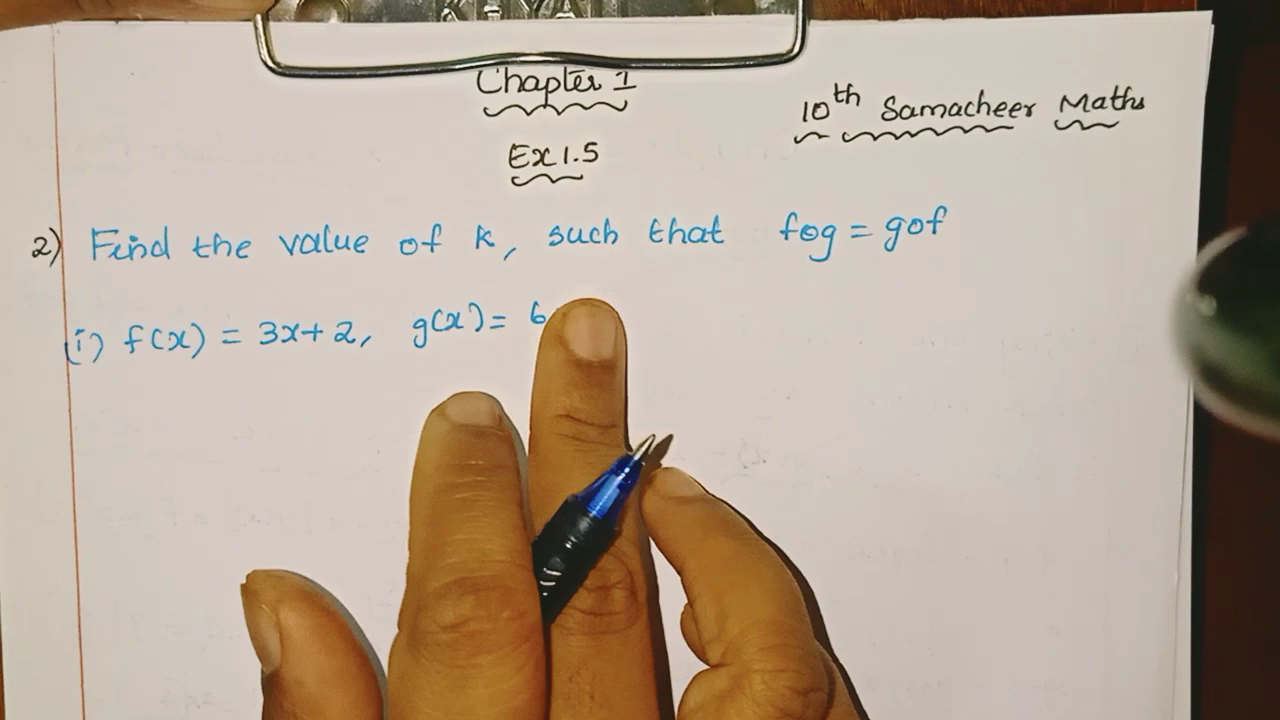 Chapter 1
10th Samacheer Maths
Ex 1.5
2) Find the value of k, such that fog = gof
(i) f(x) = 3x+2, g(x) = 6